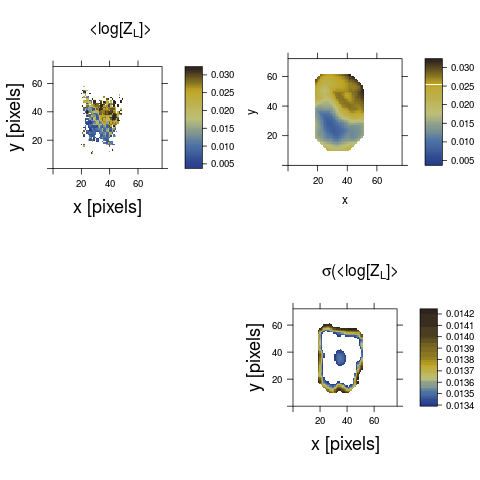 <log[Z_L]>
60
40
20
20 40 60
y [pixels]
x [pixels]
0.030
0.025
0.020
0.015
0.010
0.005
60
40
20
20 40 60
y
x
0.030
0.025
0.020
0.015
0.010
0.005
σ(<log[Z_L]>
60
40
20
20 40 60
y [pixels]
x [pixels]
0.0142
0.0141
0.0140
0.0139
0.0138
0.0137
0.0136
0.0135
0.0134